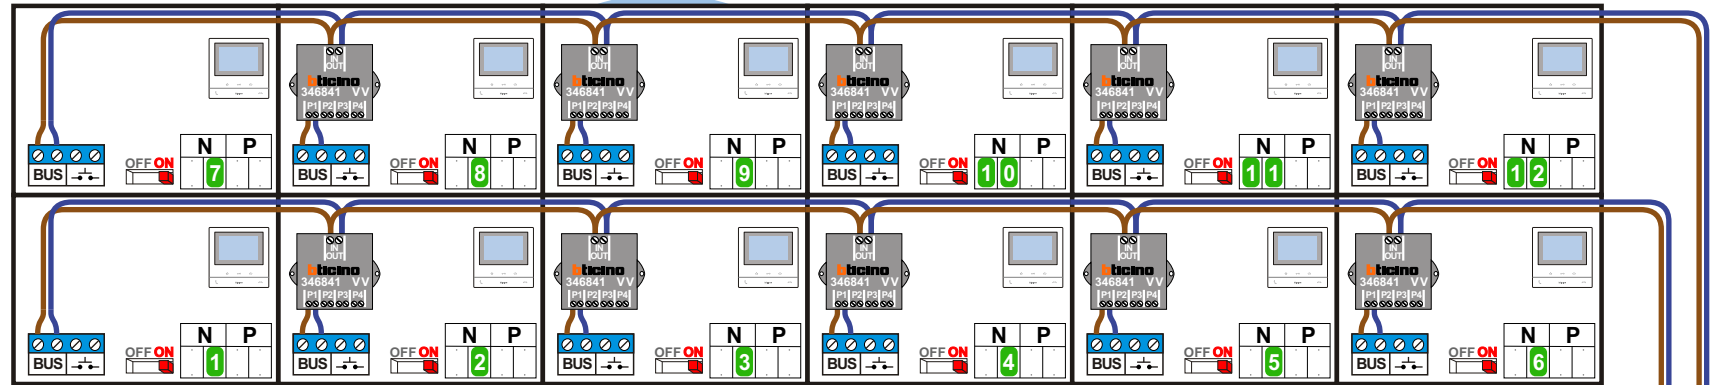 IN IN IN IN IN
OUT OUT OUT OUT OUT
bticino bticino bticino bticino bticino
346841 VV 346841 VV 346841 VV 346841 VV 346841 VV
P1 P2 P3 P4 P1 P2 P3 P4 P1 P2 P3 P4 P1 P2 P3 P4 P1 P2 P3 P4
N P N P N P N P N P N P
OFF ON OFF ON OFF ON OFF ON OFF ON OFF ON
BUS 7 BUS 8 BUS 9 BUS 1 0 BUS 1 1 BUS 1 2
IN IN IN IN IN
OUT OUT OUT OUT OUT
bticino bticino bticino bticino bticino
346841 VV 346841 VV 346841 VV 346841 VV 346841 VV
P1 P2 P3 P4 P1 P2 P3 P4 P1 P2 P3 P4 P1 P2 P3 P4 P1 P2 P3 P4
N P N P N P N P N P N P
OFF ON OFF ON OFF ON OFF ON OFF ON OFF ON
BUS 1 BUS 2 BUS 3 BUS 4 BUS 5 BUS 6